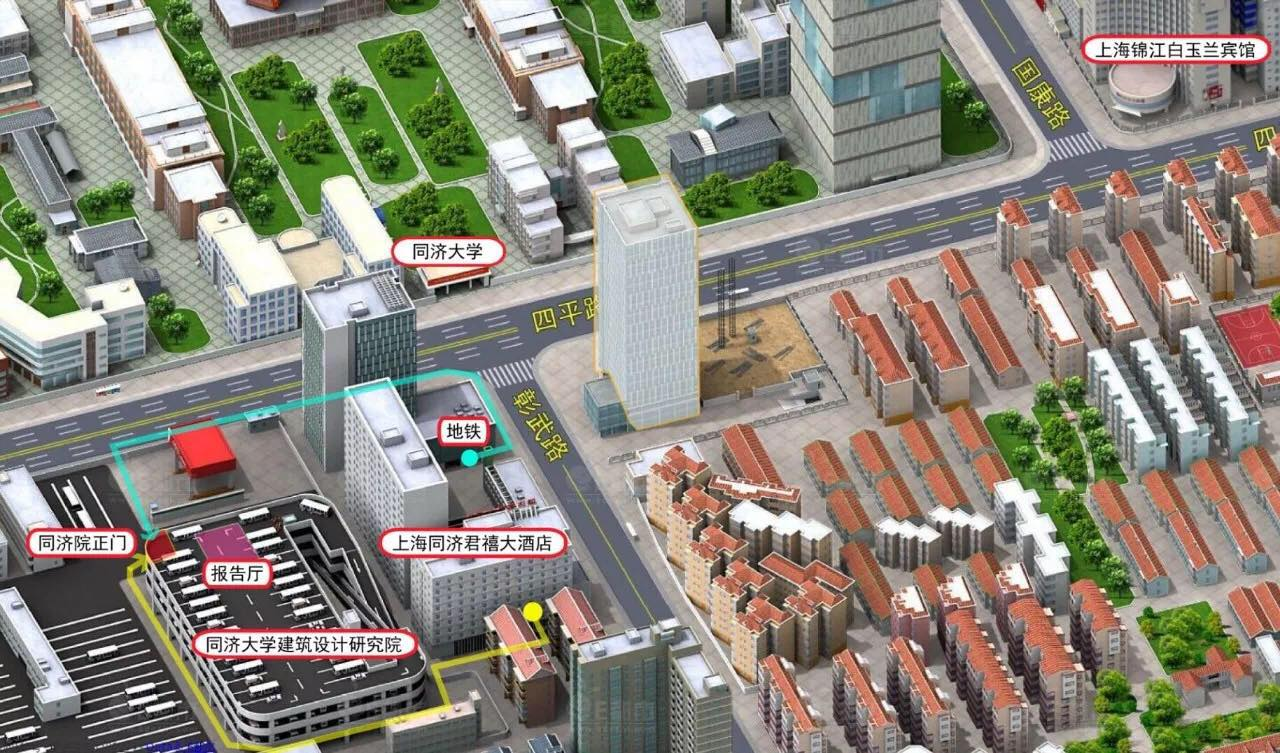 上海锦江白玉兰宾馆
国康路
四
同济大学
四平路
彰武路
地铁
同济院正门
上海同济君禧大酒店
报告厅
同济大学建筑设计研究院